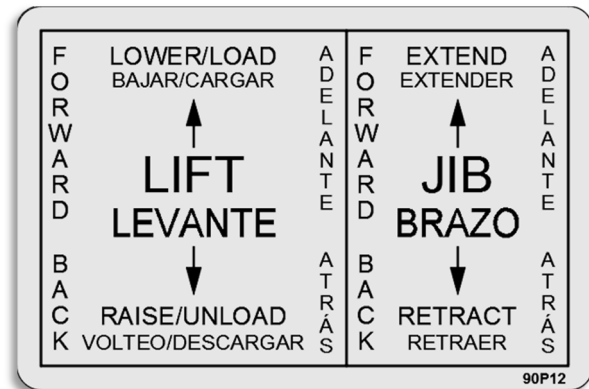 FORWARD
BACK
LOWER/LOAD
BAJAR/CARGAR
LIFT
LEVANTE
RAISE/UNLOAD
VOLTEO/DESCARGAR
ADELANTE
ATRÁS
FORWARD
BACK
EXTEND
EXTENDER
JIB
BRAZO
RETRACT
RETRAER
ADELANTE
ATRÁS
90P12